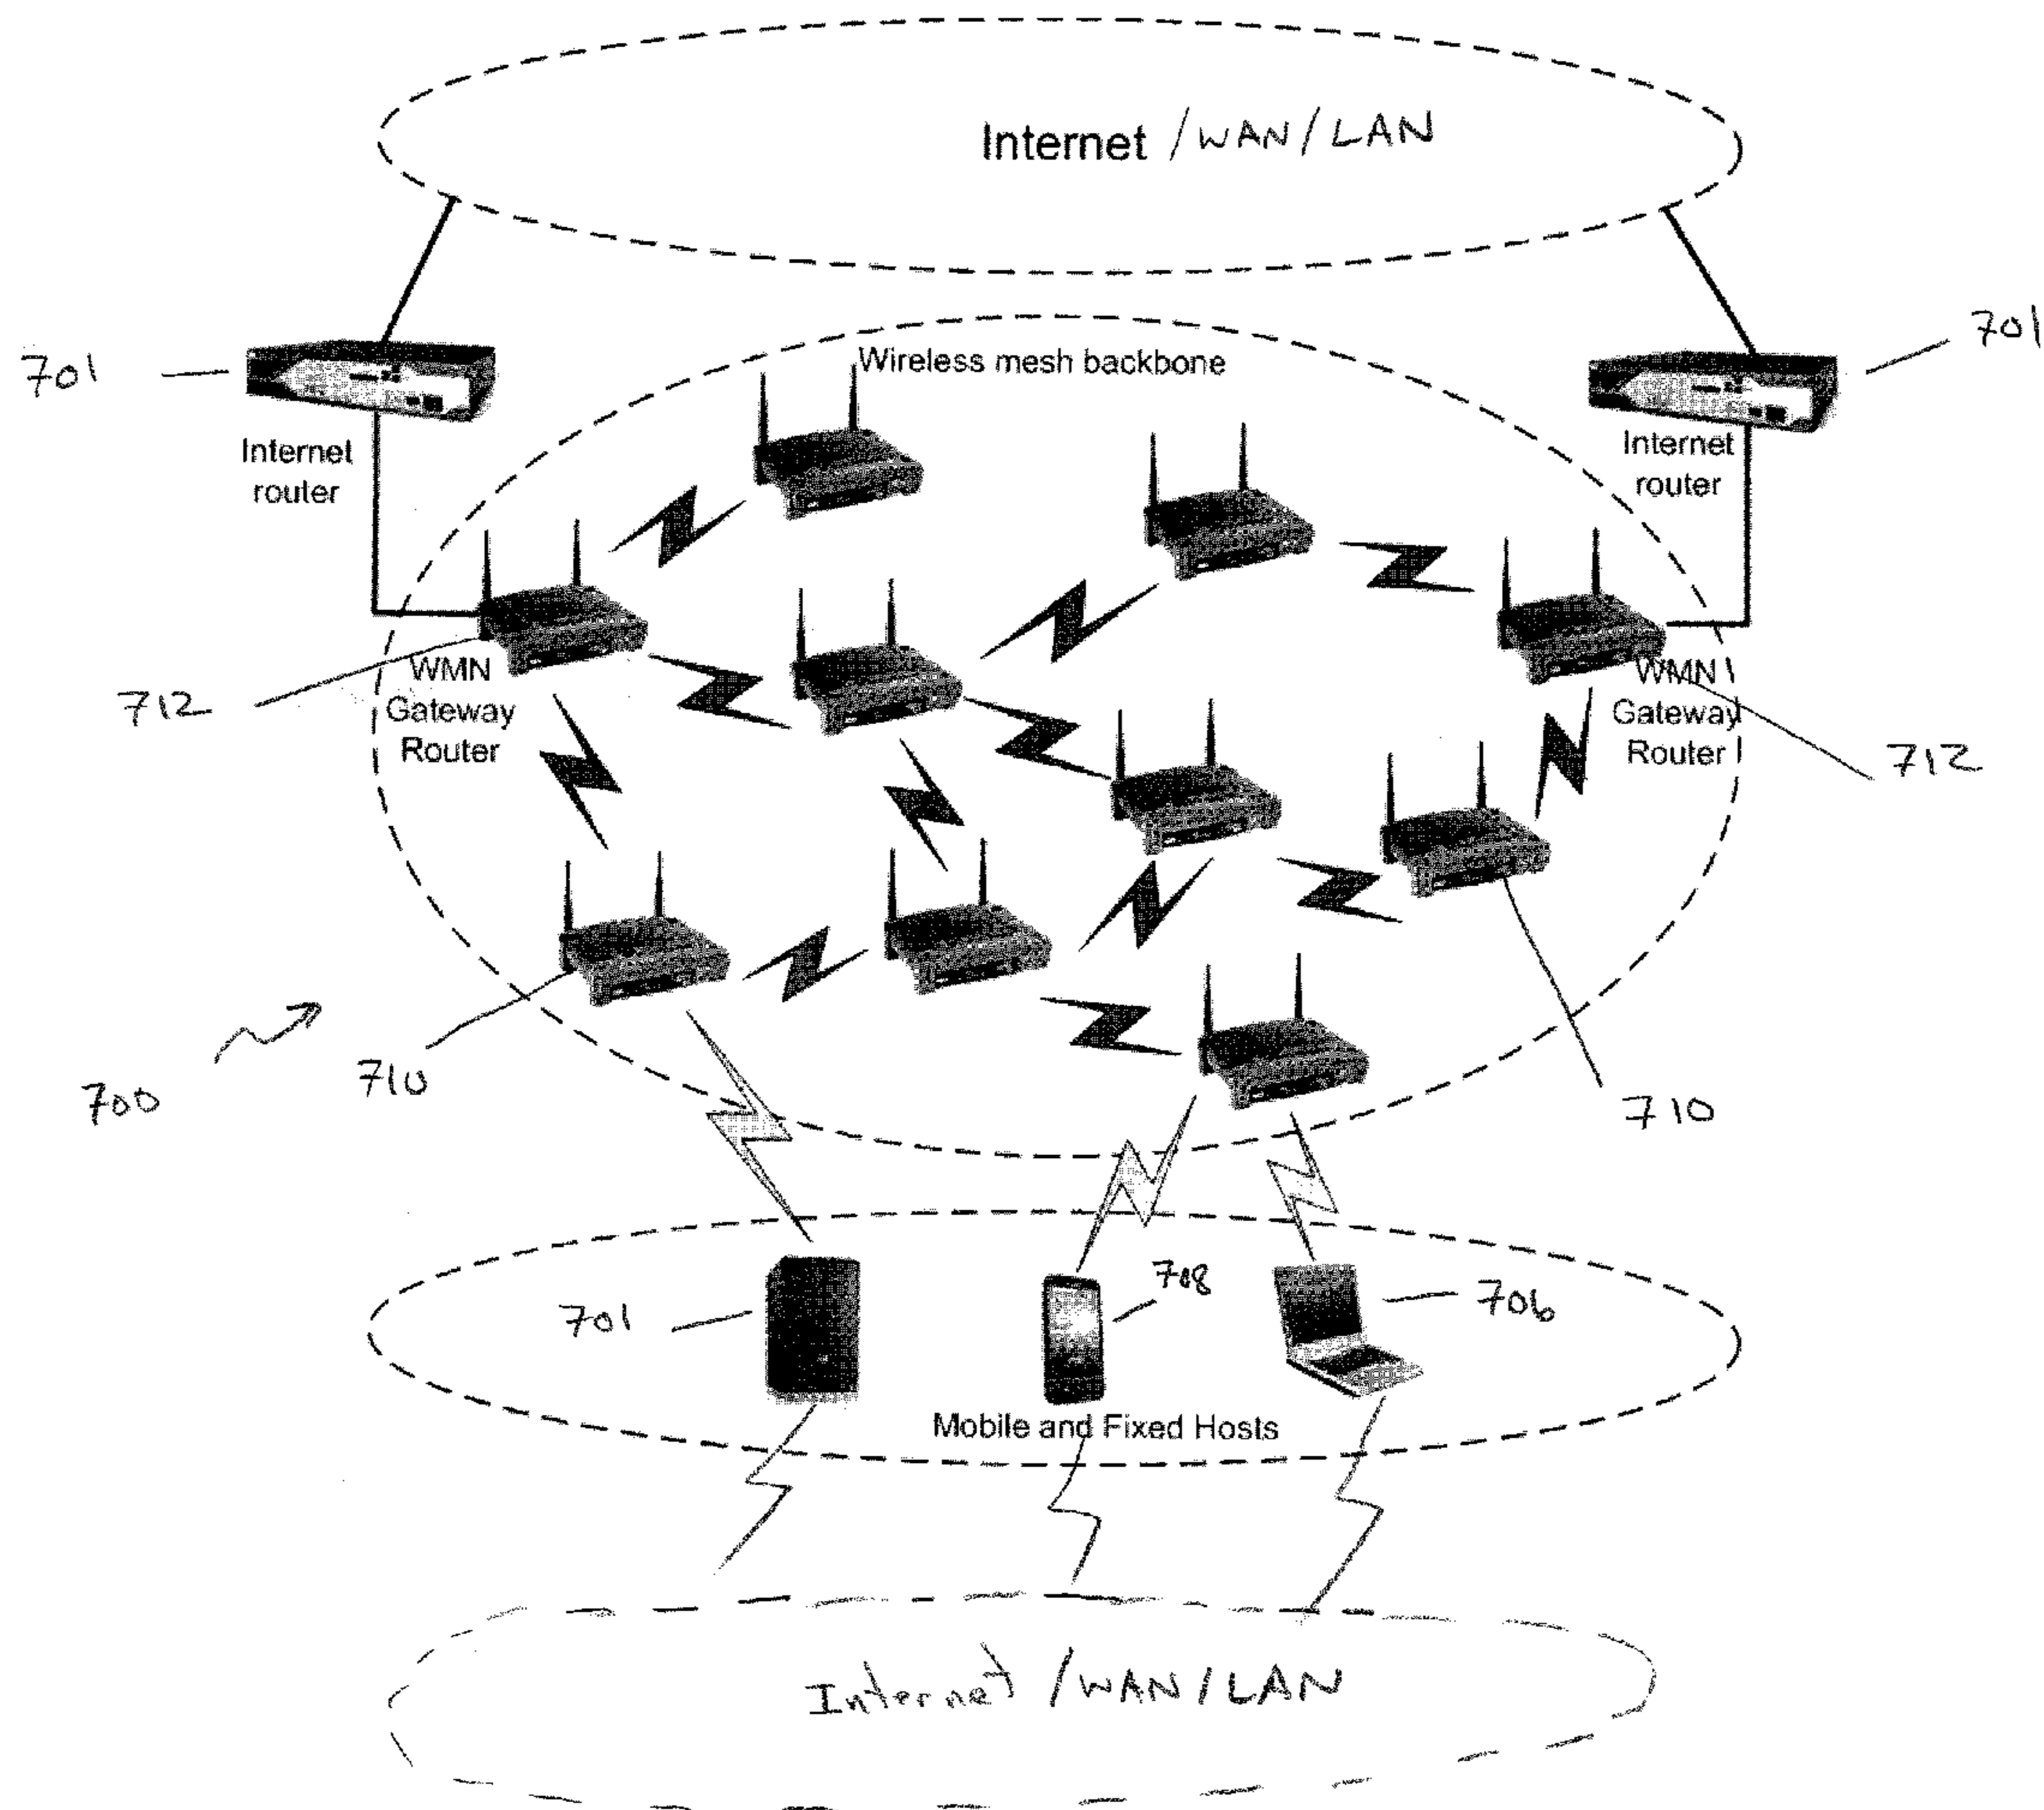 Internet /WAN/LAN
701
701
Wireless mesh backbone
Internet
router
Internet
router
WMN
Gateway
Router
712
WMN
Gateway
Router
712
700
710
710
701
708
706
Mobile and Fixed Hosts
Internet /WAN/LAN